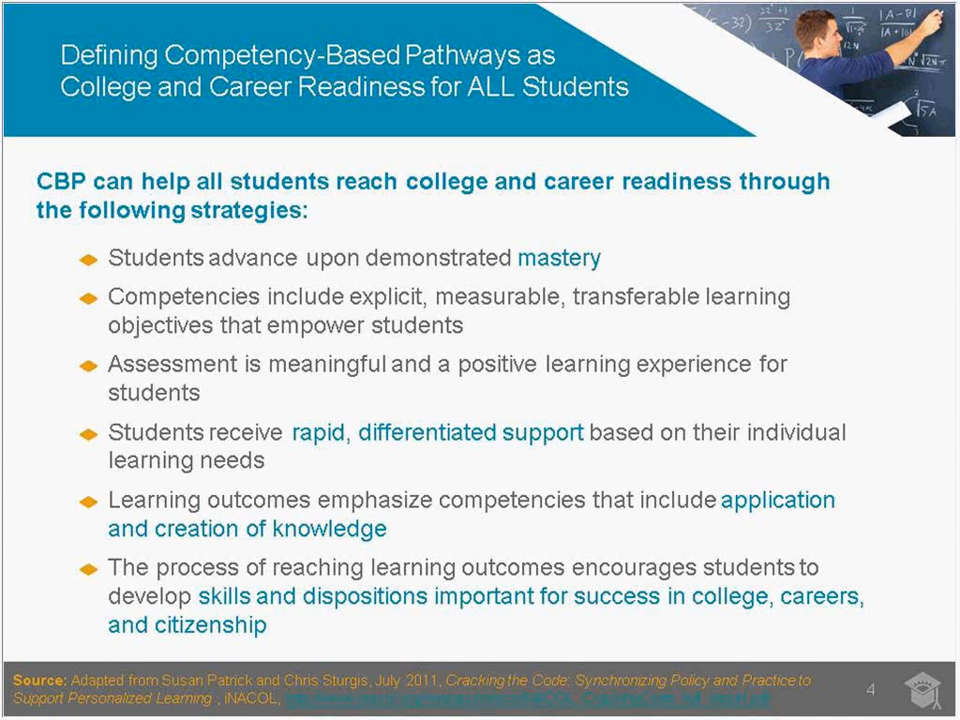 Defining Competency-Based Pathways as
College and Career Readiness for ALL Students
CBP can help all students reach college and career readiness through
the following strategies:
Students advance upon demonstrated mastery
Competencies include explicit, measurable, transferable learning
objectives that empower students
Assessment is meaningful and a positive learning experience for
students
Students receive rapid, differentiated support based on their individual
learning needs
Learning outcomes emphasize competencies that include application
and creation of knowledge
The process of reaching learning outcomes encourages students to
develop skills and dispositions important for success in college, careers,
and citizenship
Source: Adapted from Susan Patrick and Chris Sturgis, July 2011, Cracking the Code: Synchronizing Policy and Practice to
Support Personalized Learning , iNACOL,
4